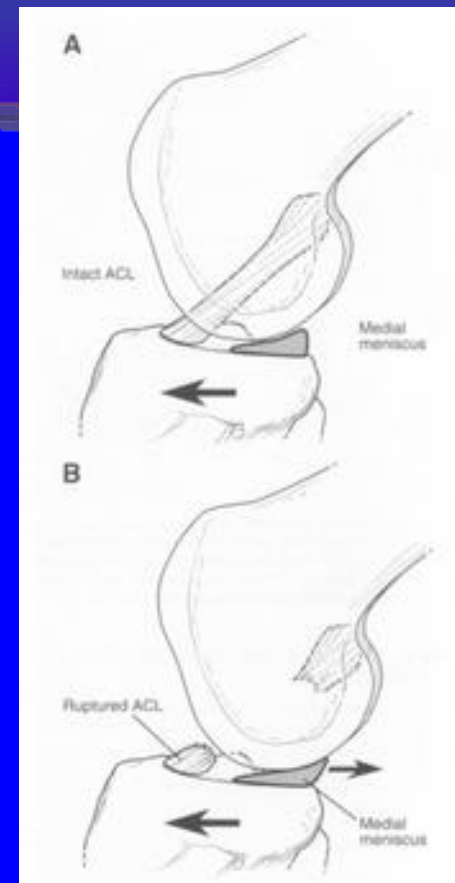 A
Intact ACL
Medial
meniscus
B
Ruptured ACL
Medial
meniscus